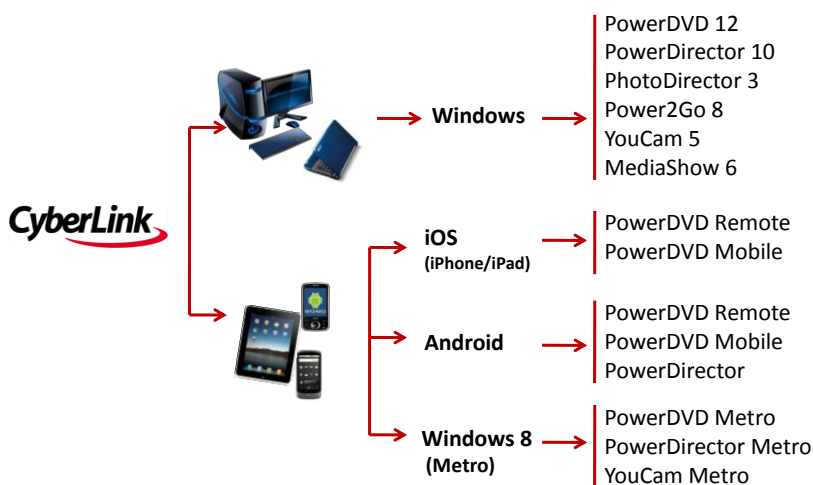 CyberLink
Windows
PowerDVD 12
PowerDirector 10
PhotoDirector 3
Power2Go 8
YouCam 5
MediaShow 6
iOS
(iPhone/iPad)
PowerDVD Remote
PowerDVD Mobile
Android
PowerDVD Remote
PowerDVD Mobile
PowerDirector
Windows 8
(Metro)
PowerDVD Metro
PowerDirector Metro
YouCam Metro